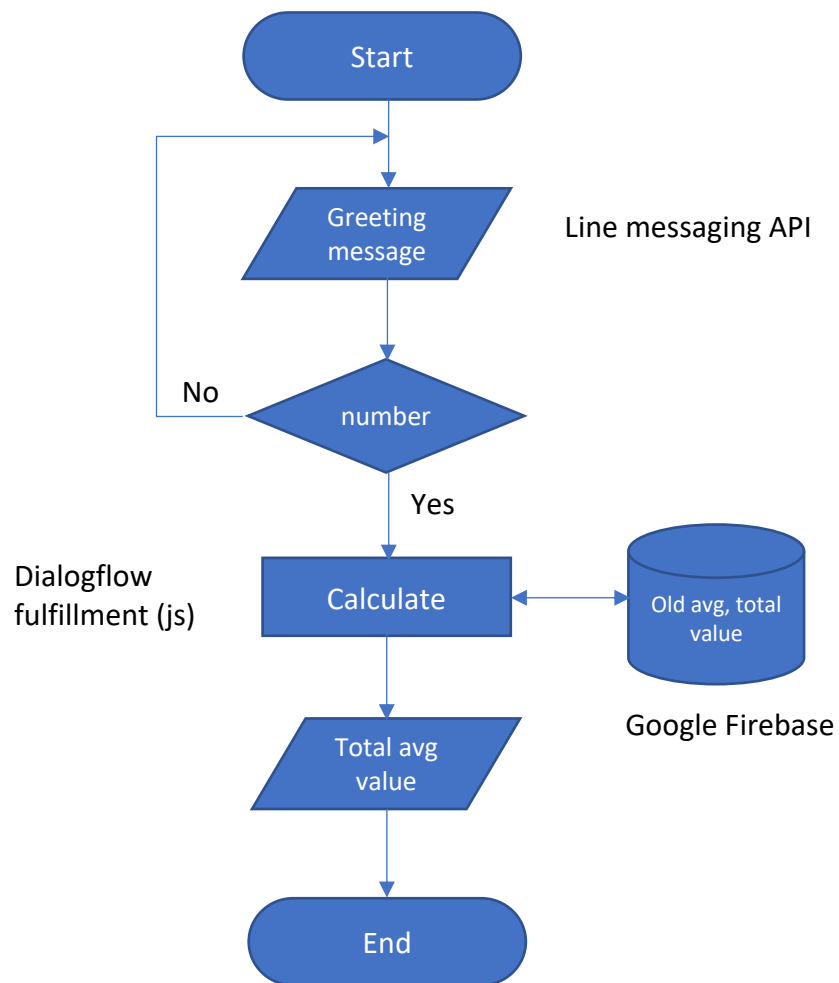 Start
Greeting
message
Line messaging API
No
number
Yes
Dialogflow
fulfillment (js)
Calculate
Old avg, total
value
Google Firebase
Total avg
value
End